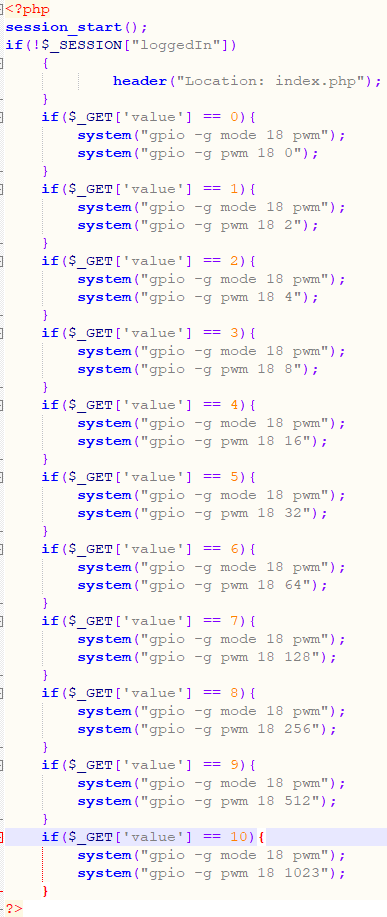 <?php
session_start();
if(!$_SESSION["loggedIn"])
{
header("Location: index.php");
}
if($_GET['value'] == 0){
system("gpio -g mode 18 pwm");
system("gpio -g pwm 18 0");
}
if($_GET['value'] == 1){
system("gpio -g mode 18 pwm");
system("gpio -g pwm 18 2");
}
if($_GET['value'] == 2){
system("gpio -g mode 18 pwm");
system("gpio -g pwm 18 4");
}
if($_GET['value'] == 3){
system("gpio -g mode 18 pwm");
system("gpio -g pwm 18 8");
}
if($_GET['value'] == 4){
system("gpio -g mode 18 pwm");
system("gpio -g pwm 18 16");
}
if($_GET['value'] == 5){
system("gpio -g mode 18 pwm");
system("gpio -g pwm 18 32");
}
if($_GET['value'] == 6){
system("gpio -g mode 18 pwm");
system("gpio -g pwm 18 64");
}
if($_GET['value'] == 7){
system("gpio -g mode 18 pwm");
system("gpio -g pwm 18 128");
}
if($_GET['value'] == 8){
system("gpio -g mode 18 pwm");
system("gpio -g pwm 18 256");
}
if($_GET['value'] == 9){
system("gpio -g mode 18 pwm");
system("gpio -g pwm 18 512");
}
if($_GET['value'] == 10){
system("gpio -g mode 18 pwm");
system("gpio -g pwm 18 1023");
}
?>